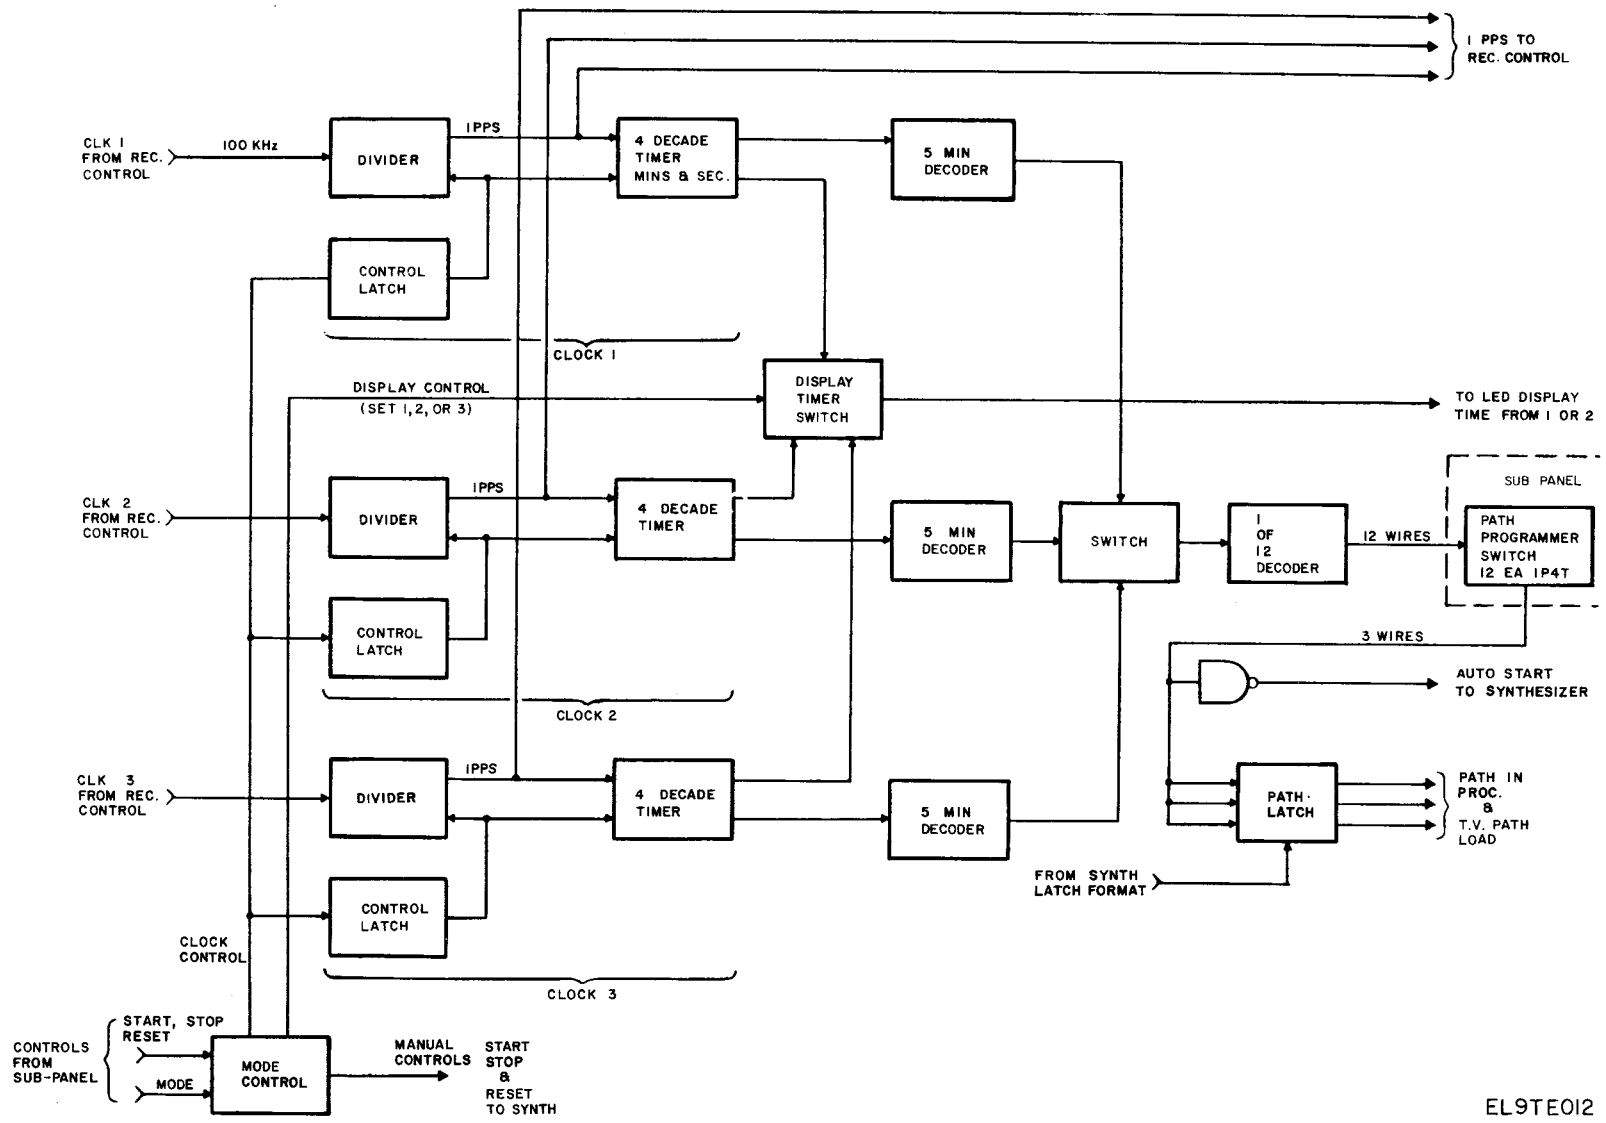 1 PPS TO
REC. CONTROL
CLK 1
FROM REC.
CONTROL
100 KHz
DIVIDER
1PPS
4 DECADE
TIMER
MINS & SEC.
5 MIN
DECODER
CONTROL
LATCH
CLOCK 1
DISPLAY CONTROL
(SET 1, 2, OR 3)
DISPLAY
TIMER
SWITCH
TO LED DISPLAY
TIME FROM 1 OR 2
CLK 2
FROM REC.
CONTROL
DIVIDER
1PPS
4 DECADE
TIMER
5 MIN
DECODER
SWITCH
1
OF
12
DECODER
12 WIRES
SUB PANEL
PATH
PROGRAMMER
SWITCH
12 EA 1P4T
CONTROL
LATCH
CLOCK 2
3 WIRES
AUTO START
TO SYNTHESIZER
CLK 3
FROM REC.
CONTROL
DIVIDER
1PPS
4 DECADE
TIMER
5 MIN
DECODER
PATH·
LATCH
PATH IN
PROC.
&
T.V. PATH
LOAD
FROM SYNTH
LATCH FORMAT
CONTROL
LATCH
CLOCK
CONTROL
CLOCK 3
CONTROLS
FROM
SUB-PANEL
START, STOP
RESET
MODE
MODE
CONTROL
MANUAL
CONTROLS
START
STOP
&
RESET
TO SYNTH
EL9TE012